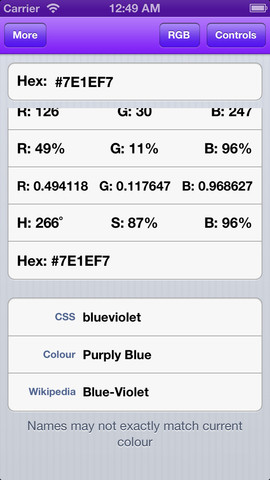 Carrier 12:49 AM
More RGB Controls
Hex: #7E1EF7
R: 126 G: 30 B: 247
R: 49% G: 11% B: 96%
R: 0.494118 G: 0.117647 B: 0.968627
H: 266° S: 87% B: 96%
Hex: #7E1EF7
CSS blueviolet
Colour Purply Blue
Wikipedia Blue-Violet
Names may not exactly match current
colour